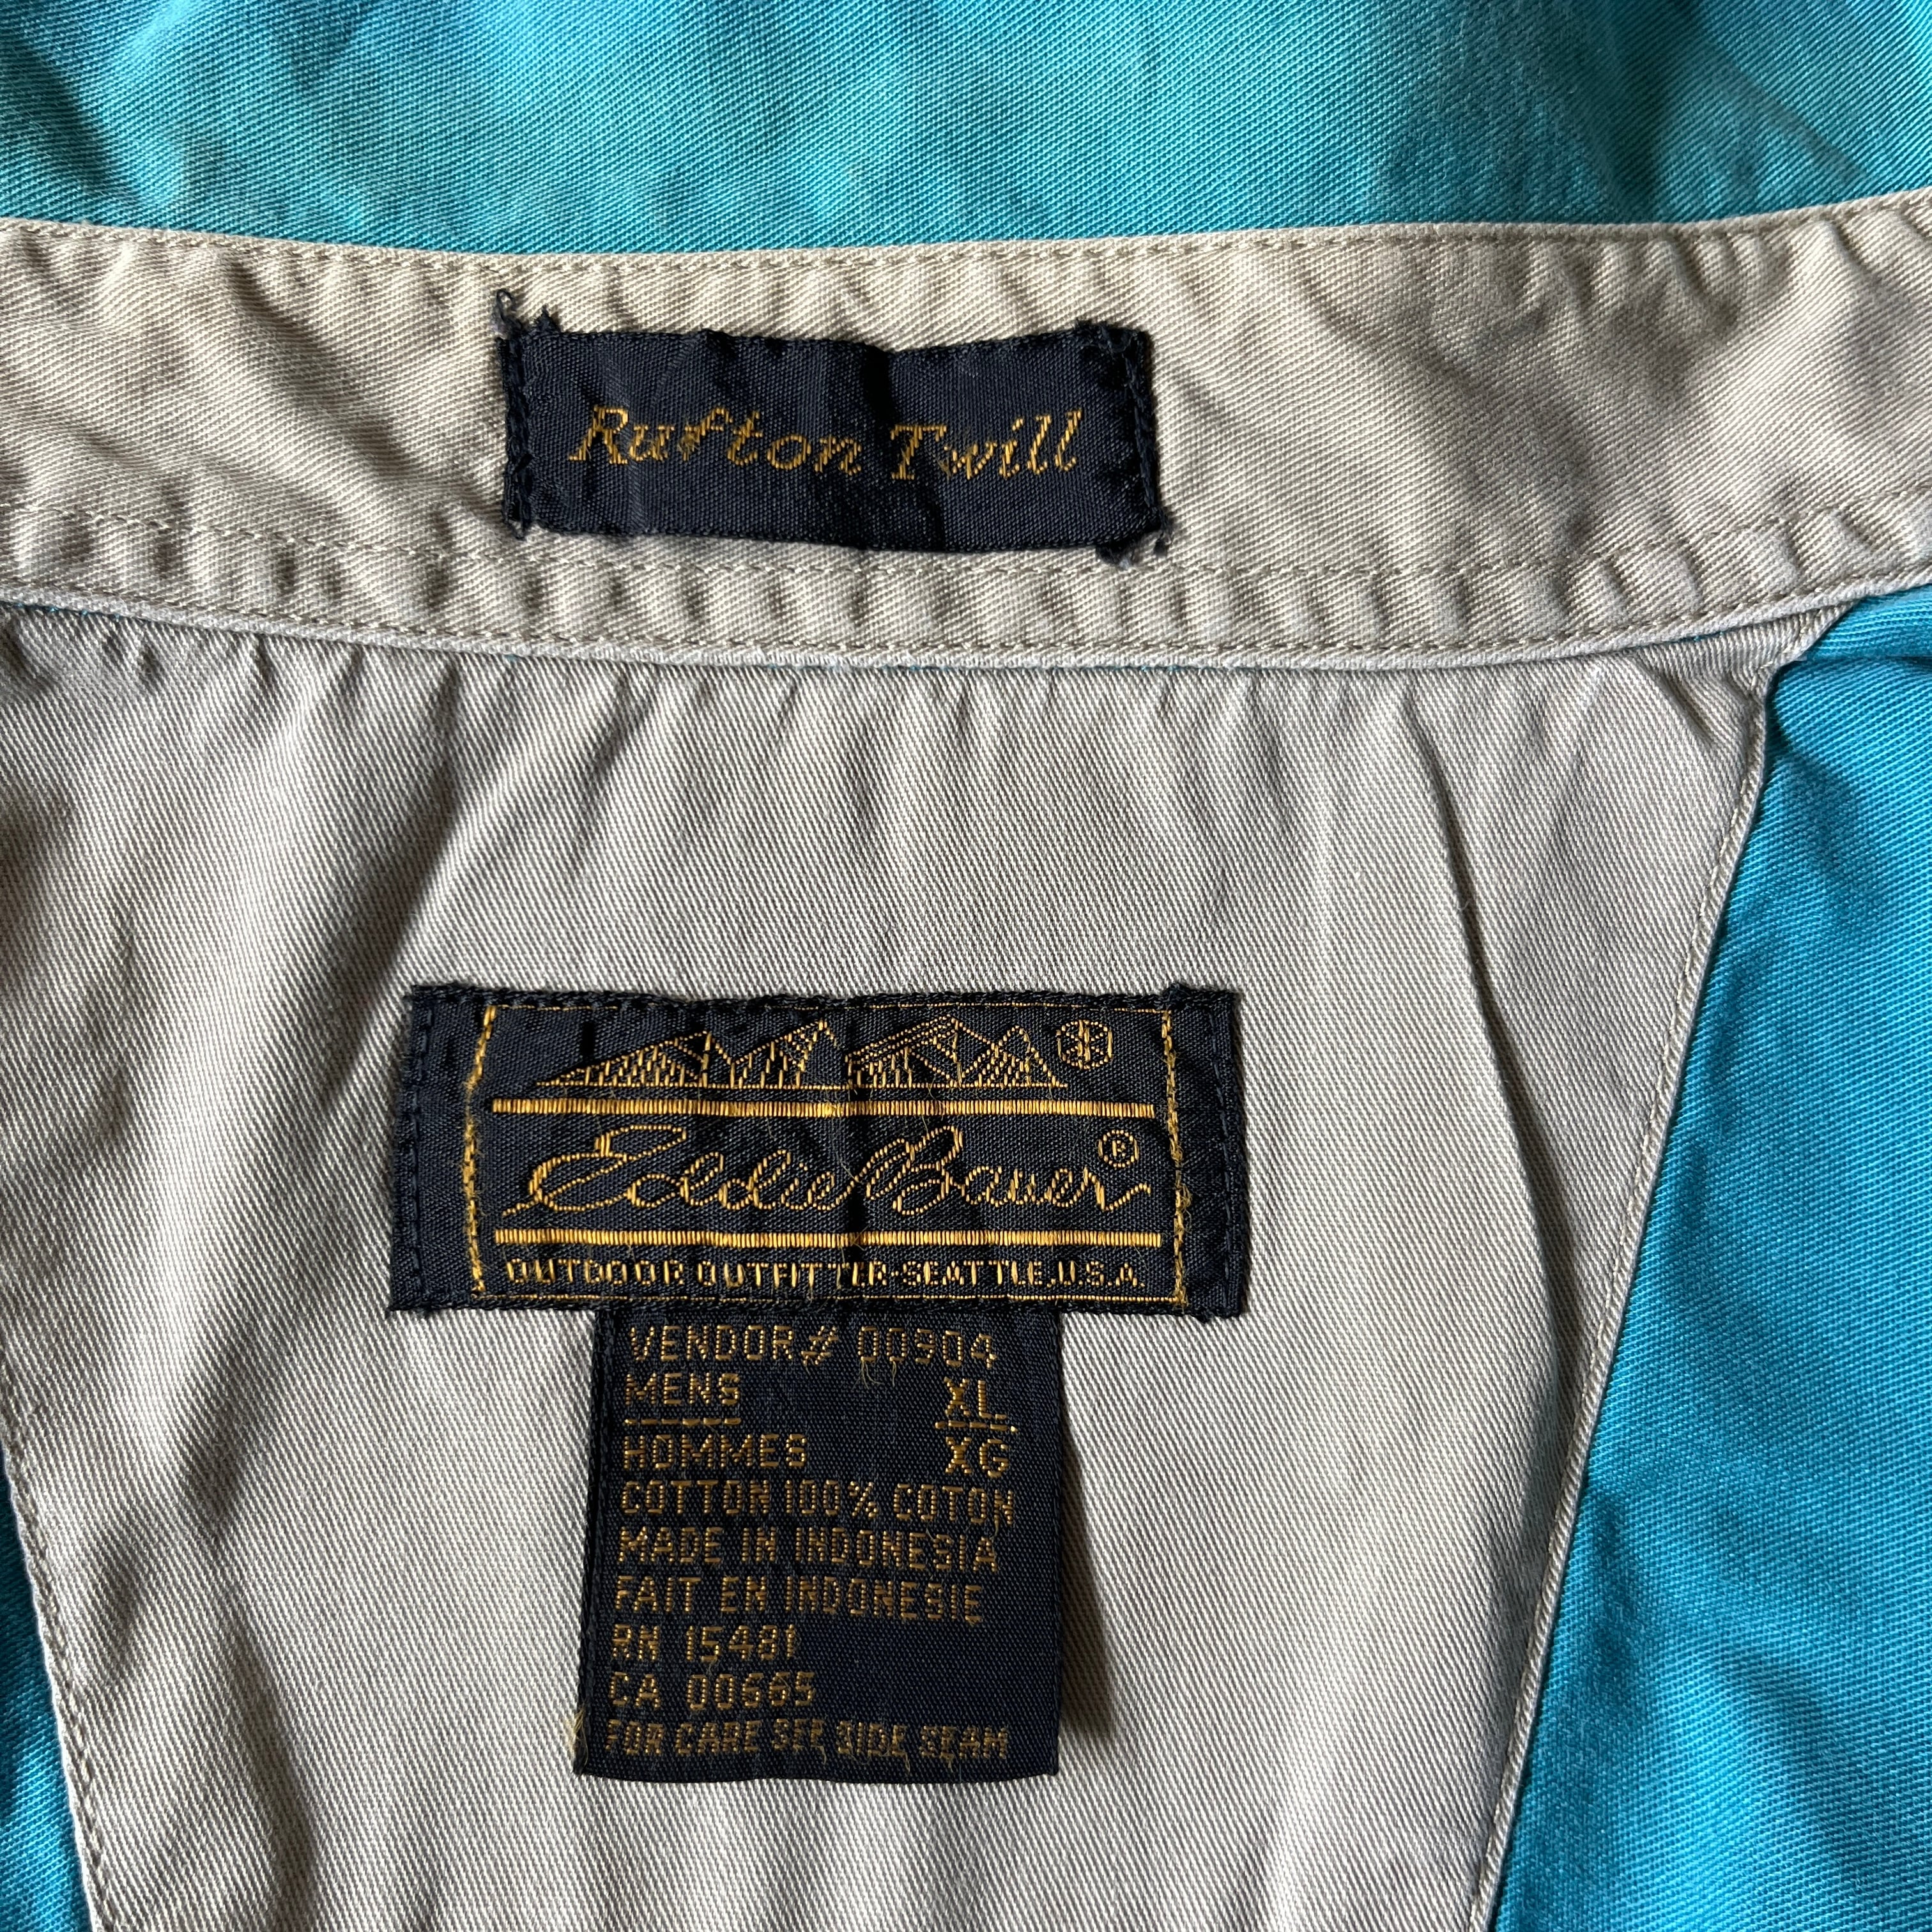 Rufton Twill
Eddie Bauer®
OUTDOOR OUTFITTER-SEATTLE,U.S.A.
VENDOR# 00904
MENS XL
HOMMES XG
COTTON 100% COTON
MADE IN INDONESIA
FAIT EN INDONESIE
RN 15481
CA 00665
FOR CARE SEE SIDE SEAM